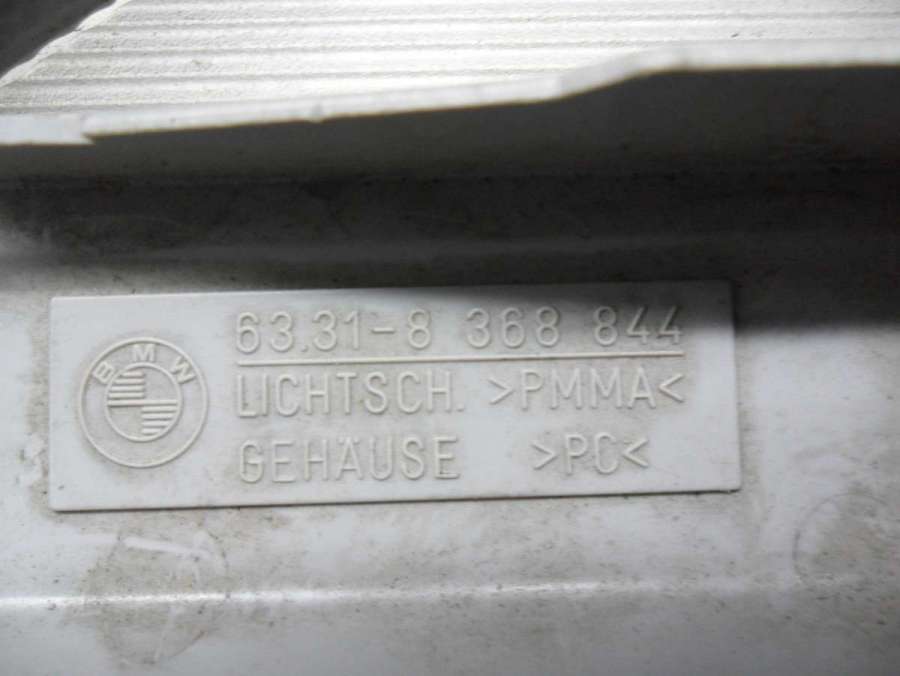 BMW
63.31-8 368 844
LICHTSCH. >PMMA<
GEHÄUSE >PC<